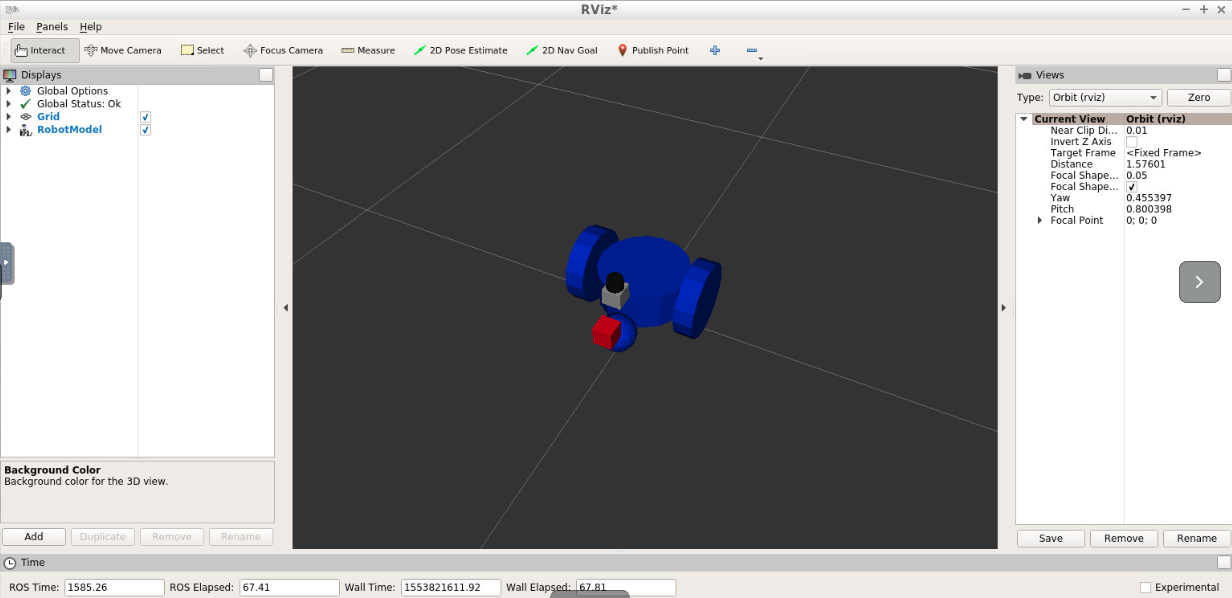 RViz*
File Panels Help
Interact Move Camera Select Focus Camera Measure 2D Pose Estimate 2D Nav Goal Publish Point
Displays
Global Options
Global Status: Ok
Grid
RobotModel
Background Color
Background color for the 3D view.
Add Duplicate Remove Rename
Views
Type: Orbit (rviz) Zero
Current View Orbit (rviz)
Near Clip Di... 0.01
Invert Z Axis
Target Frame <Fixed Frame>
Distance 1.57601
Focal Shape... 0.05
Focal Shape...
Yaw 0.455397
Pitch 0.800398
Focal Point 0; 0; 0
Save Remove Rename
Time
ROS Time: 1585.26 ROS Elapsed: 67.41 Wall Time: 1553821611.92 Wall Elapsed: 67.81 Experimental